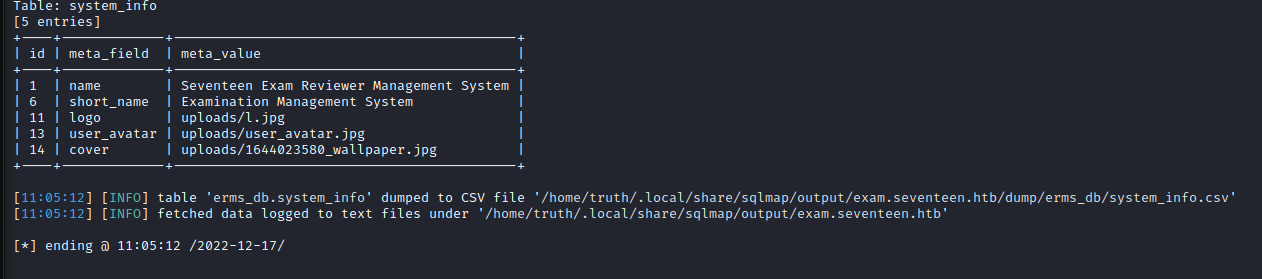 Table: system_info
[5 entries]
+----+-------------+-------------------------------------------+
| id | meta_field  | meta_value                                |
+----+-------------+-------------------------------------------+
| 1  | name        | Seventeen Exam Reviewer Management System |
| 6  | short_name  | Examination Management System             |
| 11 | logo        | uploads/l.jpg                             |
| 13 | user_avatar | uploads/user_avatar.jpg                   |
| 14 | cover       | uploads/1644023580_wallpaper.jpg          |
+----+-------------+-------------------------------------------+
[11:05:12] [INFO] table 'erms_db.system_info' dumped to CSV file '/home/truth/.local/share/sqlmap/output/exam.seventeen.htb/dump/erms_db/system_info.csv'
[11:05:12] [INFO] fetched data logged to text files under '/home/truth/.local/share/sqlmap/output/exam.seventeen.htb'
[*] ending @ 11:05:12 /2022-12-17/